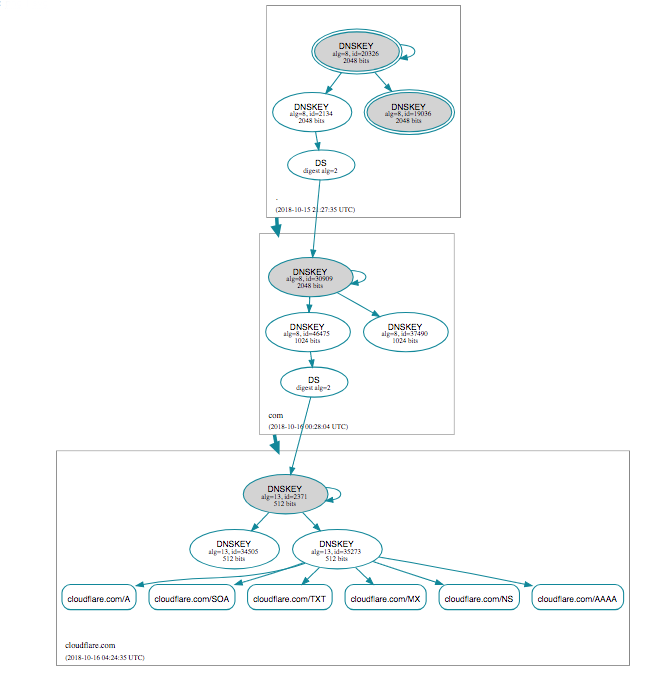 DNSKEY
alg=8, id=20326
2048 bits
DNSKEY
alg=8, id=2134
2048 bits
DNSKEY
alg=8, id=19036
2048 bits
DS
digest alg=2
.
(2018-10-15 21:27:35 UTC)
DNSKEY
alg=8, id=30909
2048 bits
DNSKEY
alg=8, id=46475
1024 bits
DNSKEY
alg=8, id=37490
1024 bits
DS
digest alg=2
com
(2018-10-16 00:28:04 UTC)
DNSKEY
alg=13, id=2371
512 bits
DNSKEY
alg=13, id=34505
512 bits
DNSKEY
alg=13, id=35273
512 bits
cloudflare.com/A
cloudflare.com/SOA
cloudflare.com/TXT
cloudflare.com/MX
cloudflare.com/NS
cloudflare.com/AAAA
cloudflare.com
(2018-10-16 04:24:35 UTC)